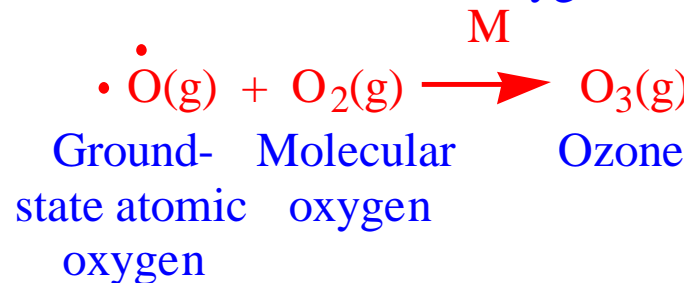 M
• Ȯ(g) + O₂(g) ⟶ O₃(g)
Ground- Molecular Ozone
state atomic oxygen
oxygen